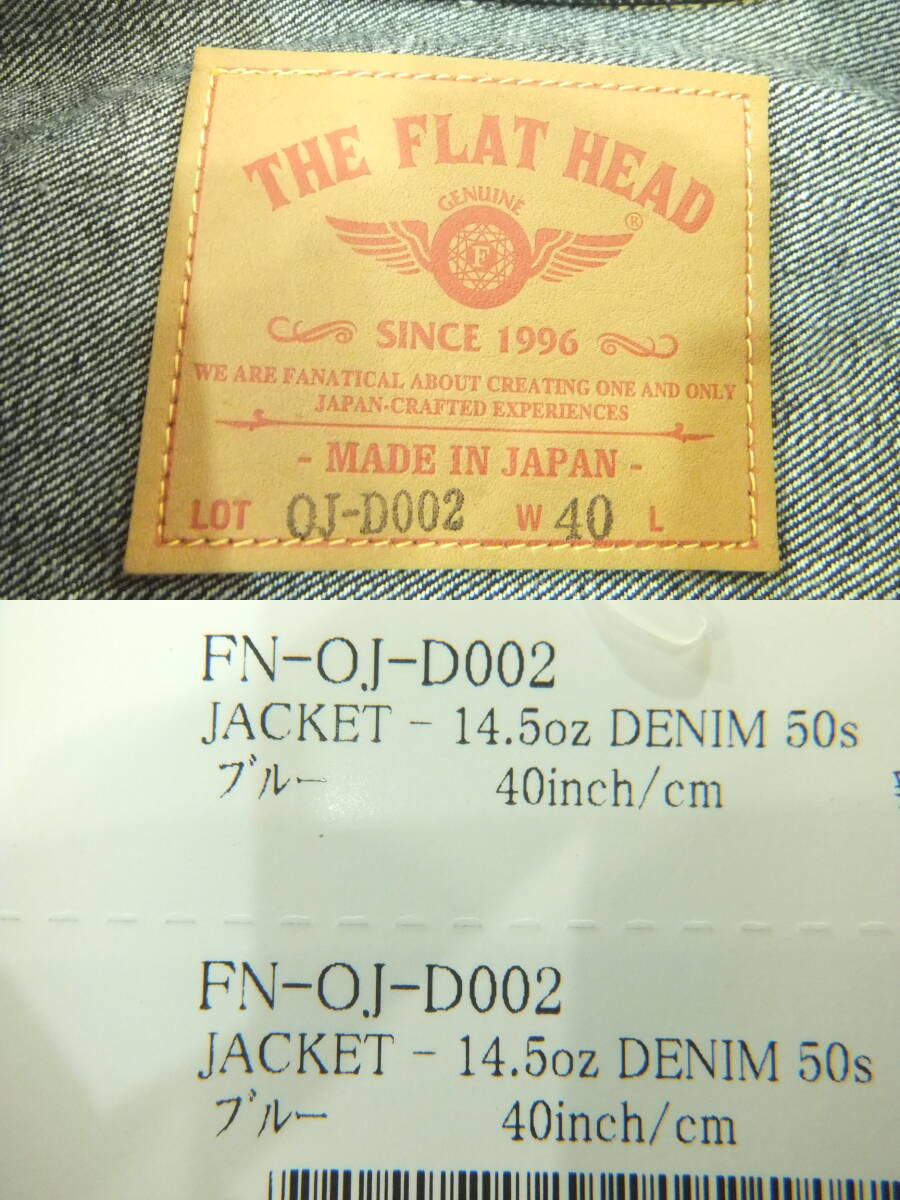 THE FLAT HEAD
GENUINE
®
F
SINCE 1996
WE ARE FANATICAL ABOUT CREATING ONE AND ONLY
JAPAN-CRAFTED EXPERIENCES
- MADE IN JAPAN -
LOT OJ-D002 W 40 L
FN-OJ-D002
JACKET - 14.5oz DENIM 50s
ブルー 40inch/cm
FN-OJ-D002
JACKET - 14.5oz DENIM 50s
ブルー 40inch/cm